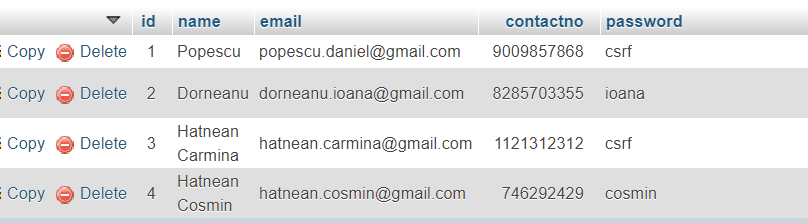 id name email contactno password
Copy Delete 1 Popescu popescu.daniel@gmail.com 9009857868 csrf
Copy Delete 2 Dorneanu dorneanu.ioana@gmail.com 8285703355 ioana
Copy Delete 3 Hatnean Carmina hatnean.carmina@gmail.com 1121312312 csrf
Copy Delete 4 Hatnean Cosmin hatnean.cosmin@gmail.com 746292429 cosmin